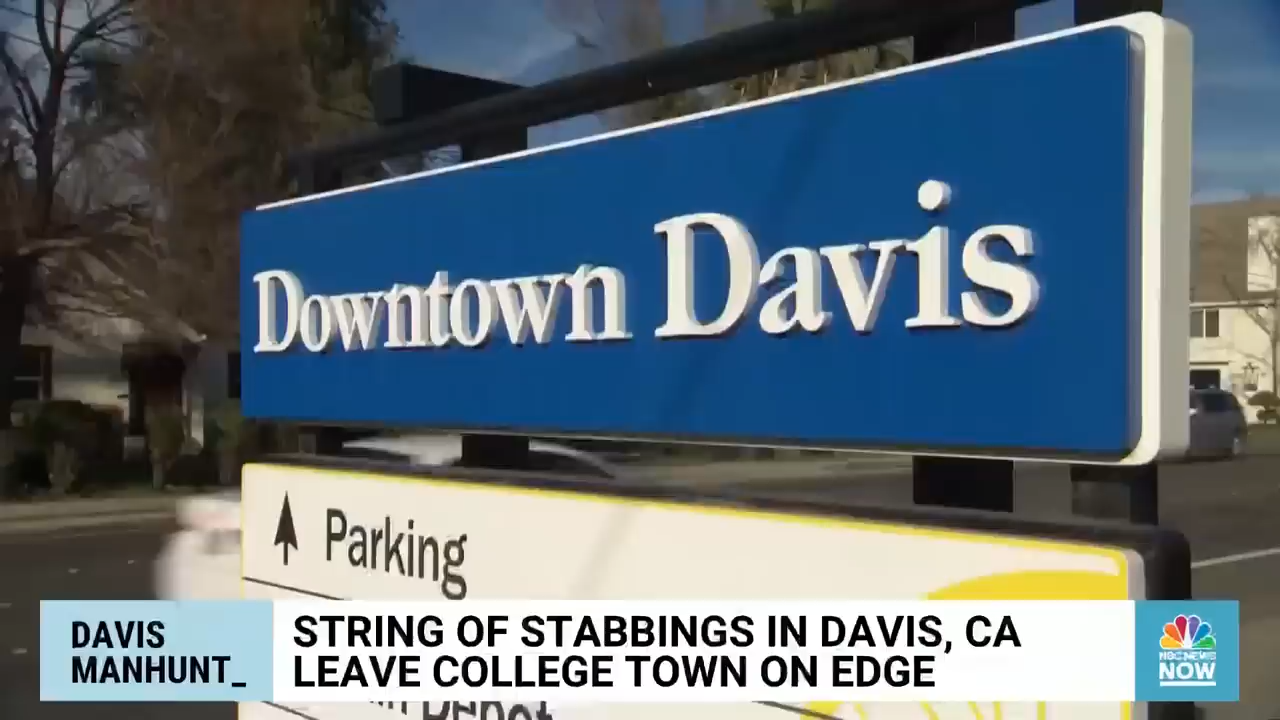 Downtown Davis
Parking
DAVIS
MANHUNT_
STRING OF STABBINGS IN DAVIS, CA
LEAVE COLLEGE TOWN ON EDGE
NBC NEWS
NOW
Depot